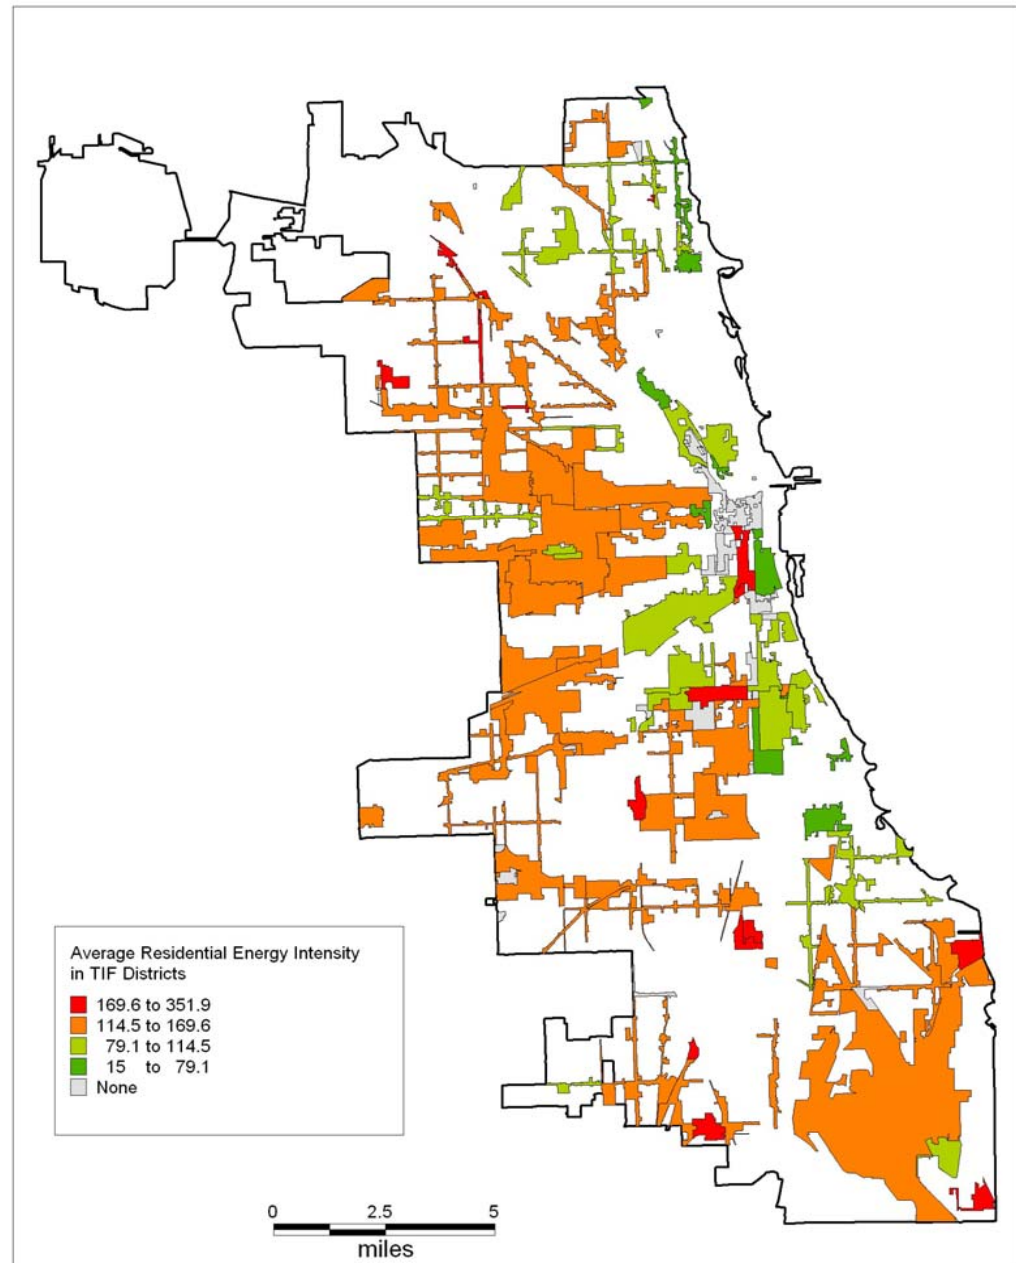 Average Residential Energy Intensity
in TIF Districts
169.6 to 351.9
114.5 to 169.6
79.1 to 114.5
15 to 79.1
None
0 2.5 5
miles